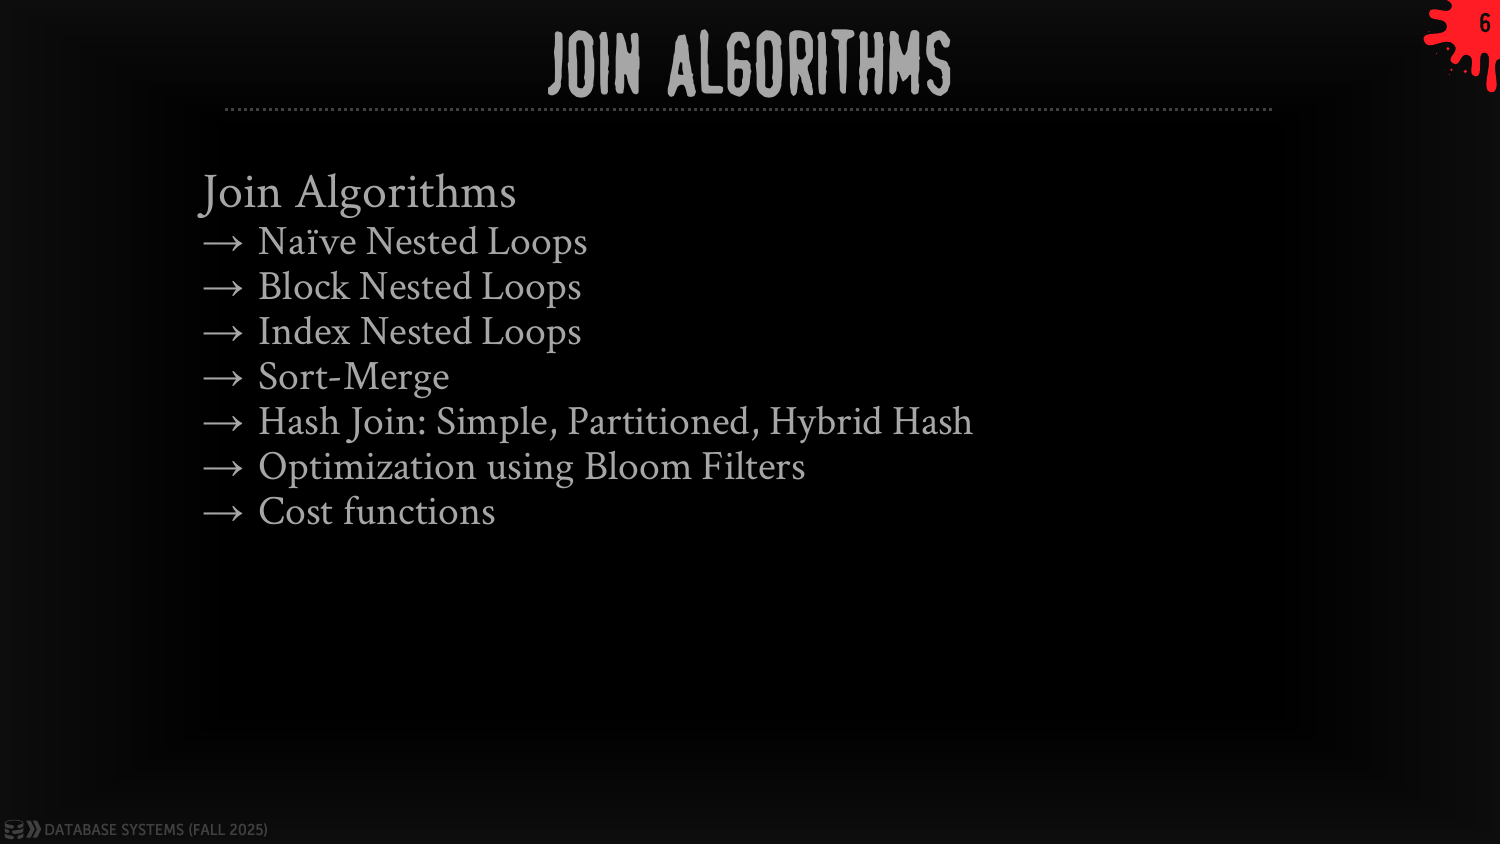 6
JOIN ALGORITHMS
Join Algorithms
→ Naïve Nested Loops
→ Block Nested Loops
→ Index Nested Loops
→ Sort-Merge
→ Hash Join: Simple, Partitioned, Hybrid Hash
→ Optimization using Bloom Filters
→ Cost functions
DATABASE SYSTEMS (FALL 2025)